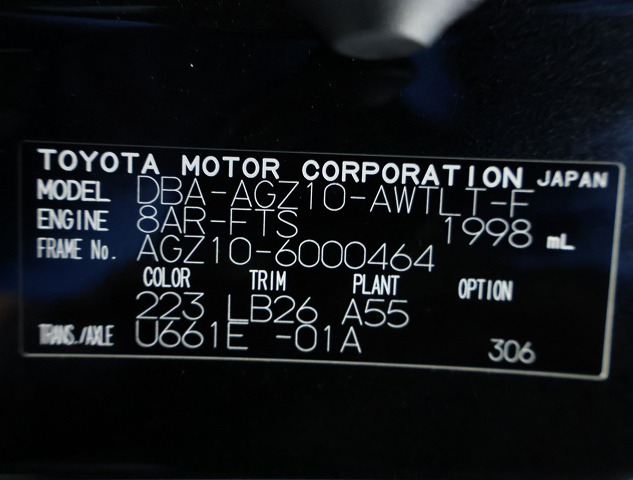 TOYOTA MOTOR CORPORATION JAPAN
MODEL DBA-AGZ10-AWTLT-F
ENGINE 8AR-FTS 1998 mL
FRAME No. AGZ10-6000464
COLOR TRIM PLANT OPTION
223 LB26 A55
TRANS./AXLE U661E -01A 306